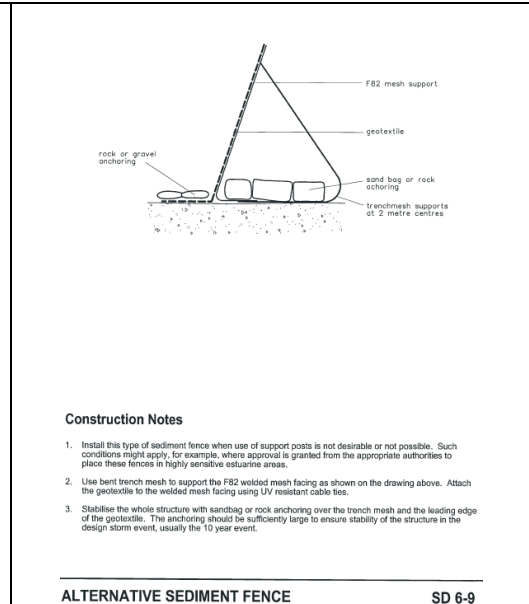 F82 mesh support
geotextile
rock or gravel
anchoring
sand bag or rock
achoring
trenchmesh supports
at 2 metre centres
Construction Notes
1. Install this type of sediment fence when use of support posts is not desirable or not possible. Such
conditions might apply, for example, where approval is granted from the appropriate authorities to
place these fences in highly sensitive estuarine areas.
2. Use bent trench mesh to support the F82 welded mesh facing as shown on the drawing above. Attach
the geotextile to the welded mesh facing using UV resistant cable ties.
3. Stabilise the whole structure with sandbag or rock anchoring over the trench mesh and the leading edge
of the geotextile. The anchoring should be sufficiently large to ensure stability of the structure in the
design storm event, usually the 10 year event.
ALTERNATIVE SEDIMENT FENCE SD 6-9